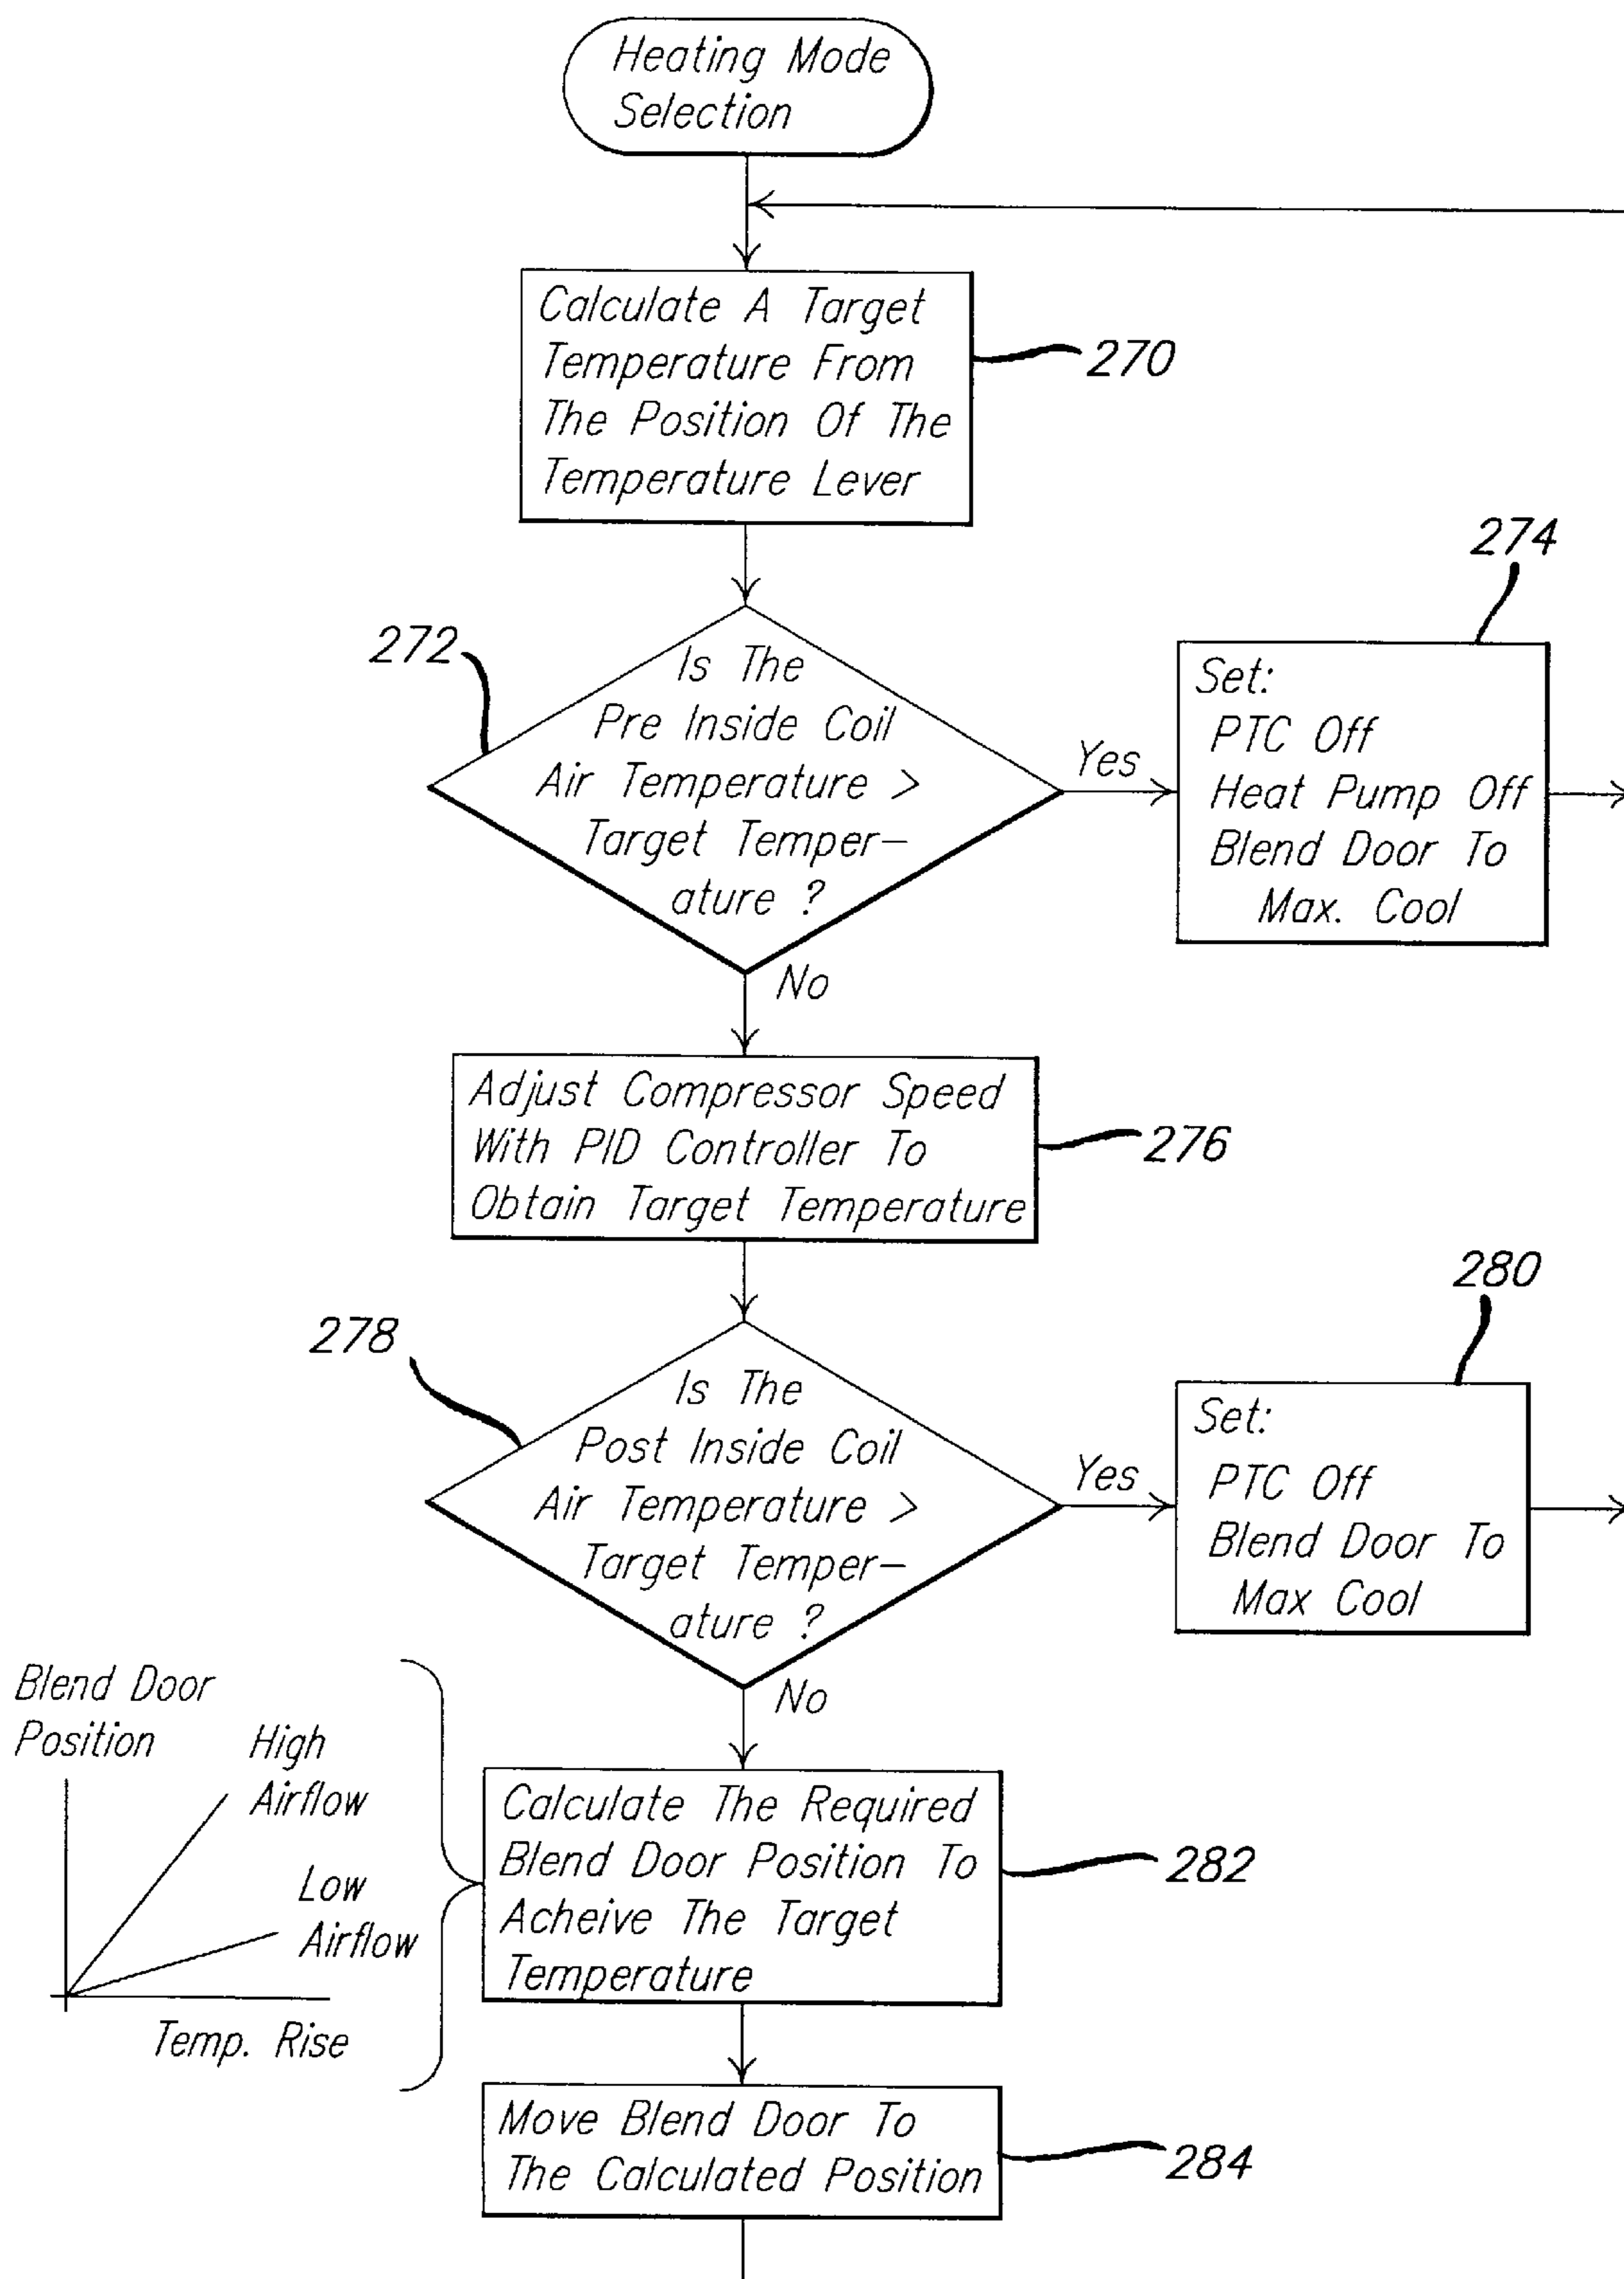 Heating Mode
Selection
Calculate A Target
Temperature From
The Position Of The
Temperature Lever
270
272
Is The
Pre Inside Coil
Air Temperature >
Target Temper-
ature ?
Yes
274
Set:
PTC Off
Heat Pump Off
Blend Door To
Max. Cool
No
Adjust Compressor Speed
With PID Controller To
Obtain Target Temperature
276
278
Is The
Post Inside Coil
Air Temperature >
Target Temper-
ature ?
Yes
280
Set:
PTC Off
Blend Door To
Max Cool
No
Blend Door
Position
High
Airflow
Low
Airflow
Temp. Rise
Calculate The Required
Blend Door Position To
Acheive The Target
Temperature
282
Move Blend Door To
The Calculated Position
284